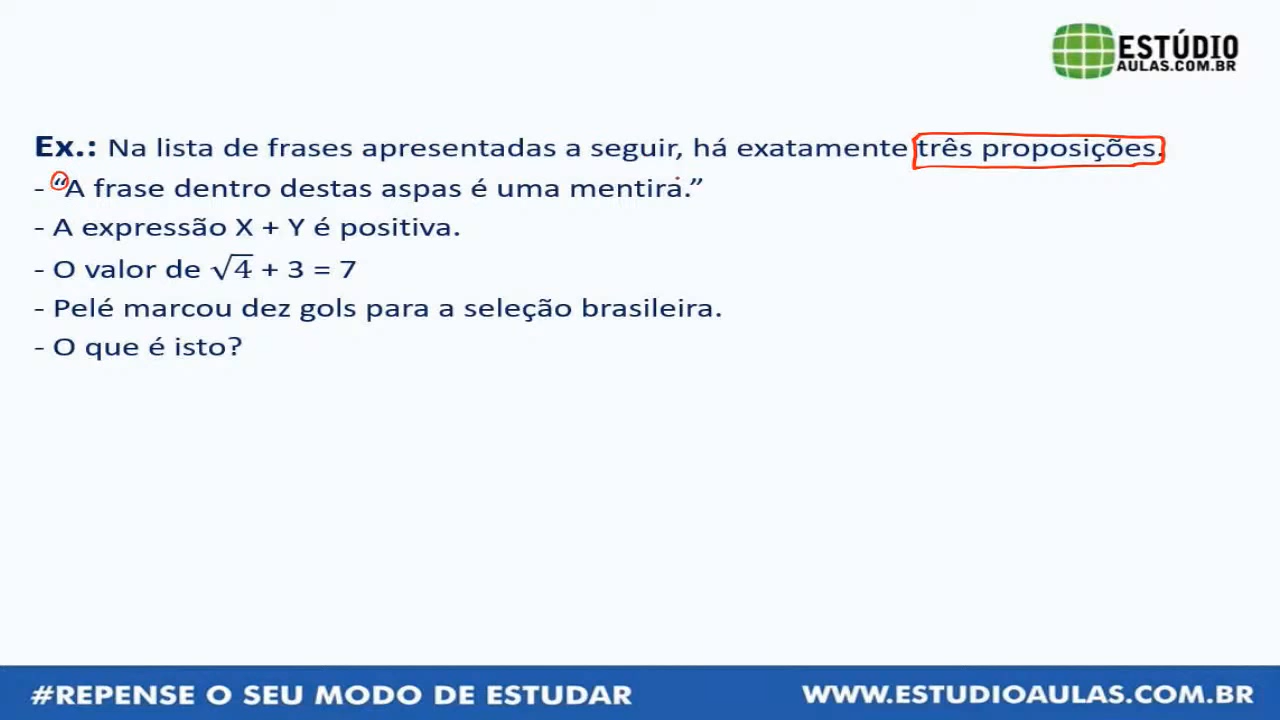 ESTÚDIO
AULAS.COM.BR
Ex.: Na lista de frases apresentadas a seguir, há exatamente três proposições.
- “A frase dentro destas aspas é uma mentira.”
- A expressão X + Y é positiva.
- O valor de √4 + 3 = 7
- Pelé marcou dez gols para a seleção brasileira.
- O que é isto?
#REPENSE O SEU MODO DE ESTUDAR
WWW.ESTUDIOAULAS.COM.BR